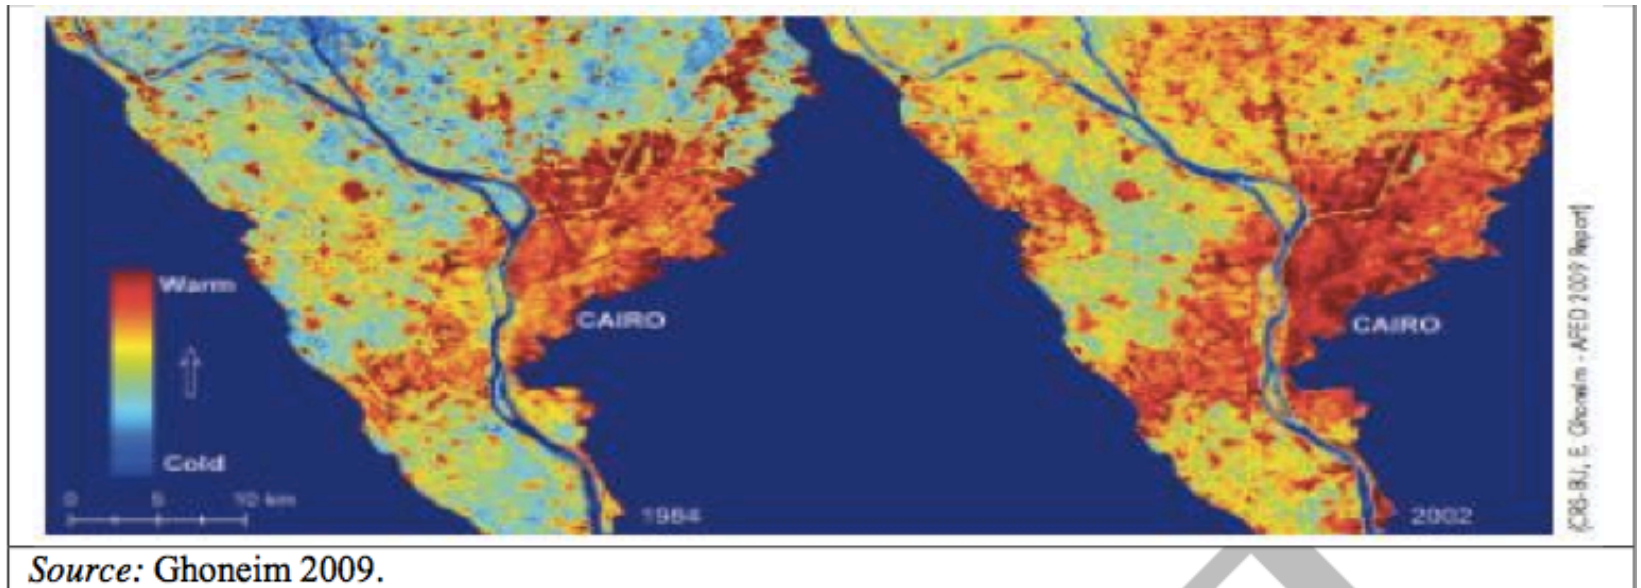 Warm
CAIRO
CAIRO
Cold
0 5 10 km
1984
2002
(CRS-BU, E. Ghoneim - AFED 2009 Report)
Source: Ghoneim 2009.